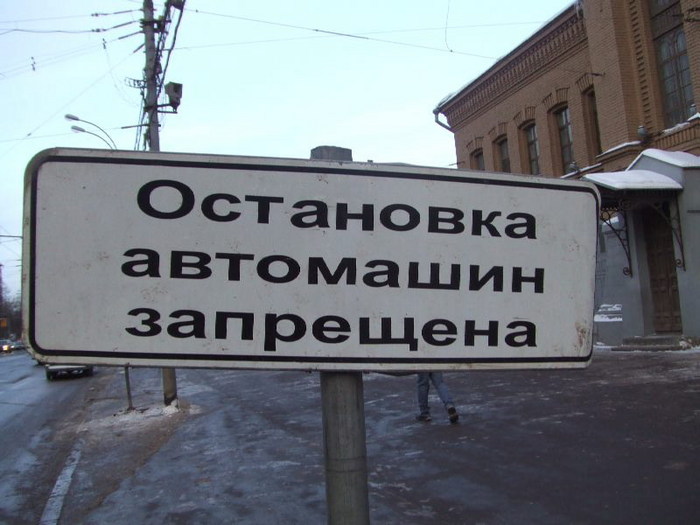 Остановка
автомашин
запрещена